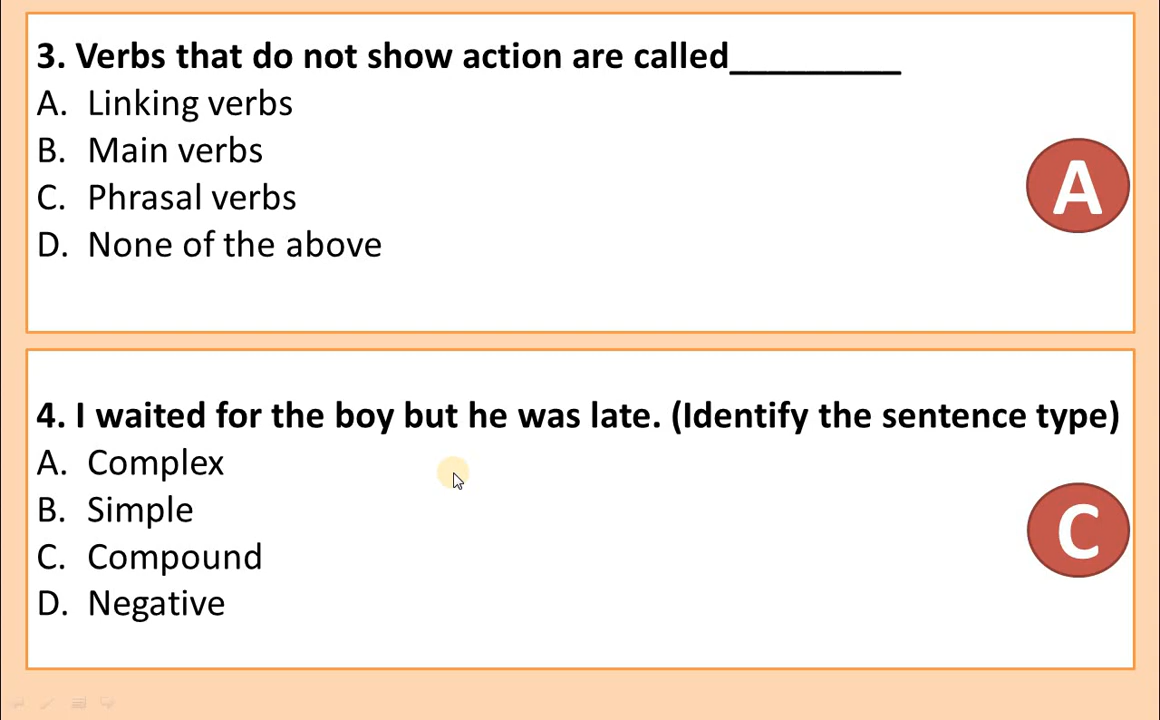 3. Verbs that do not show action are called_________
A. Linking verbs
B. Main verbs
C. Phrasal verbs
D. None of the above
A
4. I waited for the boy but he was late. (Identify the sentence type)
A. Complex
B. Simple
C. Compound
D. Negative
C